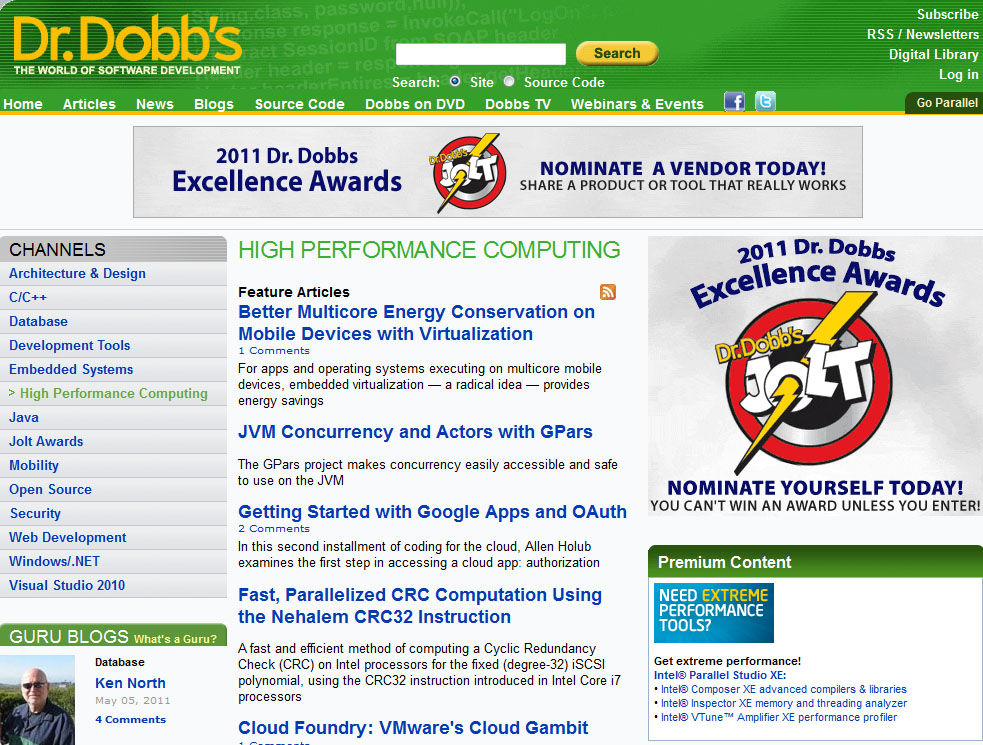 String.class, password,null));
Dr.Dobb's
THE WORLD OF SOFTWARE DEVELOPMENT
Search
Search: Site Source Code
Subscribe
RSS / Newsletters
Digital Library
Log in
Home Articles News Blogs Source Code Dobbs on DVD Dobbs TV Webinars & Events
Go Parallel
2011 Dr. Dobbs
Excellence Awards
Dr.Dobb's
JOLT
NOMINATE A VENDOR TODAY!
SHARE A PRODUCT OR TOOL THAT REALLY WORKS
CHANNELS
Architecture & Design
C/C++
Database
Development Tools
Embedded Systems
> High Performance Computing
Java
Jolt Awards
Mobility
Open Source
Security
Web Development
Windows/.NET
Visual Studio 2010
GURU BLOGS What's a Guru?
Database
Ken North
May 05, 2011
4 Comments
HIGH PERFORMANCE COMPUTING
Feature Articles
Better Multicore Energy Conservation on
Mobile Devices with Virtualization
1 Comments
For apps and operating systems executing on multicore mobile
devices, embedded virtualization — a radical idea — provides
energy savings
JVM Concurrency and Actors with GPars
The GPars project makes concurrency easily accessible and safe
to use on the JVM
Getting Started with Google Apps and OAuth
2 Comments
In this second installment of coding for the cloud, Allen Holub
examines the first step in accessing a cloud app: authorization
Fast, Parallelized CRC Computation Using
the Nehalem CRC32 Instruction
A fast and efficient method of computing a Cyclic Redundancy
Check (CRC) on Intel processors for the fixed (degree-32) iSCSI
polynomial, using the CRC32 instruction introduced in Intel Core i7
processors
Cloud Foundry: VMware's Cloud Gambit
1 Comments
2011 Dr. Dobbs
Excellence Awards
Dr.Dobb's
JOLT
NOMINATE YOURSELF TODAY!
YOU CAN'T WIN AN AWARD UNLESS YOU ENTER!
Premium Content
NEED EXTREME
PERFORMANCE
TOOLS?
Get extreme performance!
Intel® Parallel Studio XE:
• Intel® Composer XE advanced compilers & libraries
• Intel® Inspector XE memory and threading analyzer
• Intel® VTune™ Amplifier XE performance profiler